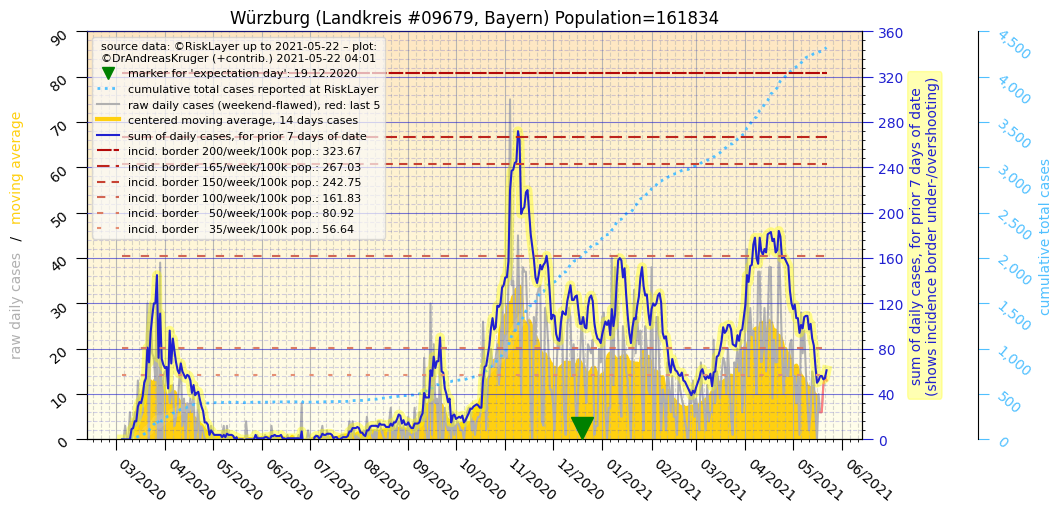 Würzburg (Landkreis #09679, Bayern) Population=161834
source data: ©RiskLayer up to 2021-05-22 – plot:
©DrAndreasKruger (+contrib.) 2021-05-22 04:01
marker for 'expectation day': 19.12.2020
cumulative total cases reported at RiskLayer
raw daily cases (weekend-flawed), red: last 5
centered moving average, 14 days cases
sum of daily cases, for prior 7 days of date
incid. border 200/week/100k pop.: 323.67
incid. border 165/week/100k pop.: 267.03
incid. border 150/week/100k pop.: 242.75
incid. border 100/week/100k pop.: 161.83
incid. border   50/week/100k pop.: 80.92
incid. border   35/week/100k pop.: 56.64
raw daily cases / moving average
90
80
70
60
50
40
30
20
10
0
03/2020
04/2020
05/2020
06/2020
07/2020
08/2020
09/2020
10/2020
11/2020
12/2020
01/2021
02/2021
03/2021
04/2021
05/2021
06/2021
360
320
280
240
200
160
120
80
40
0
sum of daily cases, for prior 7 days of date
(shows incidence border under-/overshooting)
4,500
4,000
3,500
3,000
2,500
2,000
1,500
1,000
500
0
cumulative total cases